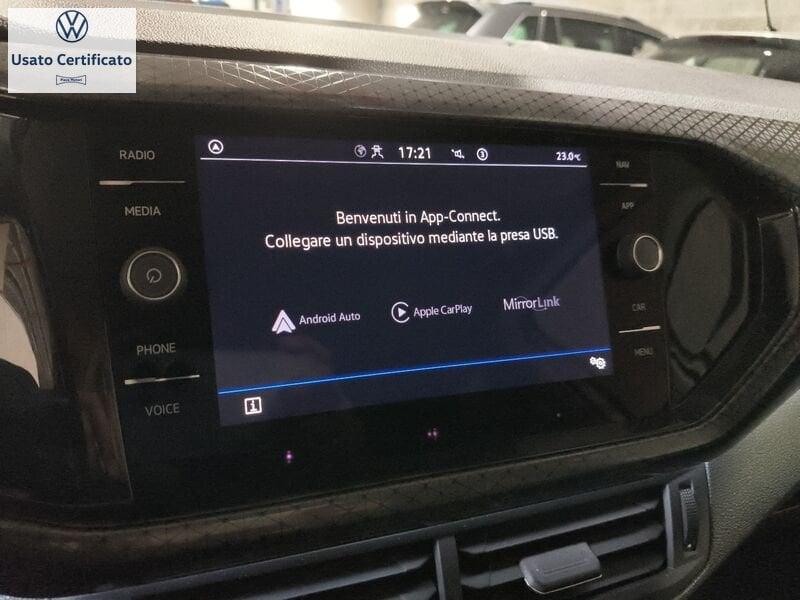 Usato Certificato
RADIO
MEDIA
PHONE
VOICE
17:21
3
23.0°C
Benvenuti in App-Connect.
Collegare un dispositivo mediante la presa USB.
Android Auto
Apple CarPlay
MirrorLink
i
NAV
APP
CAR
MENU